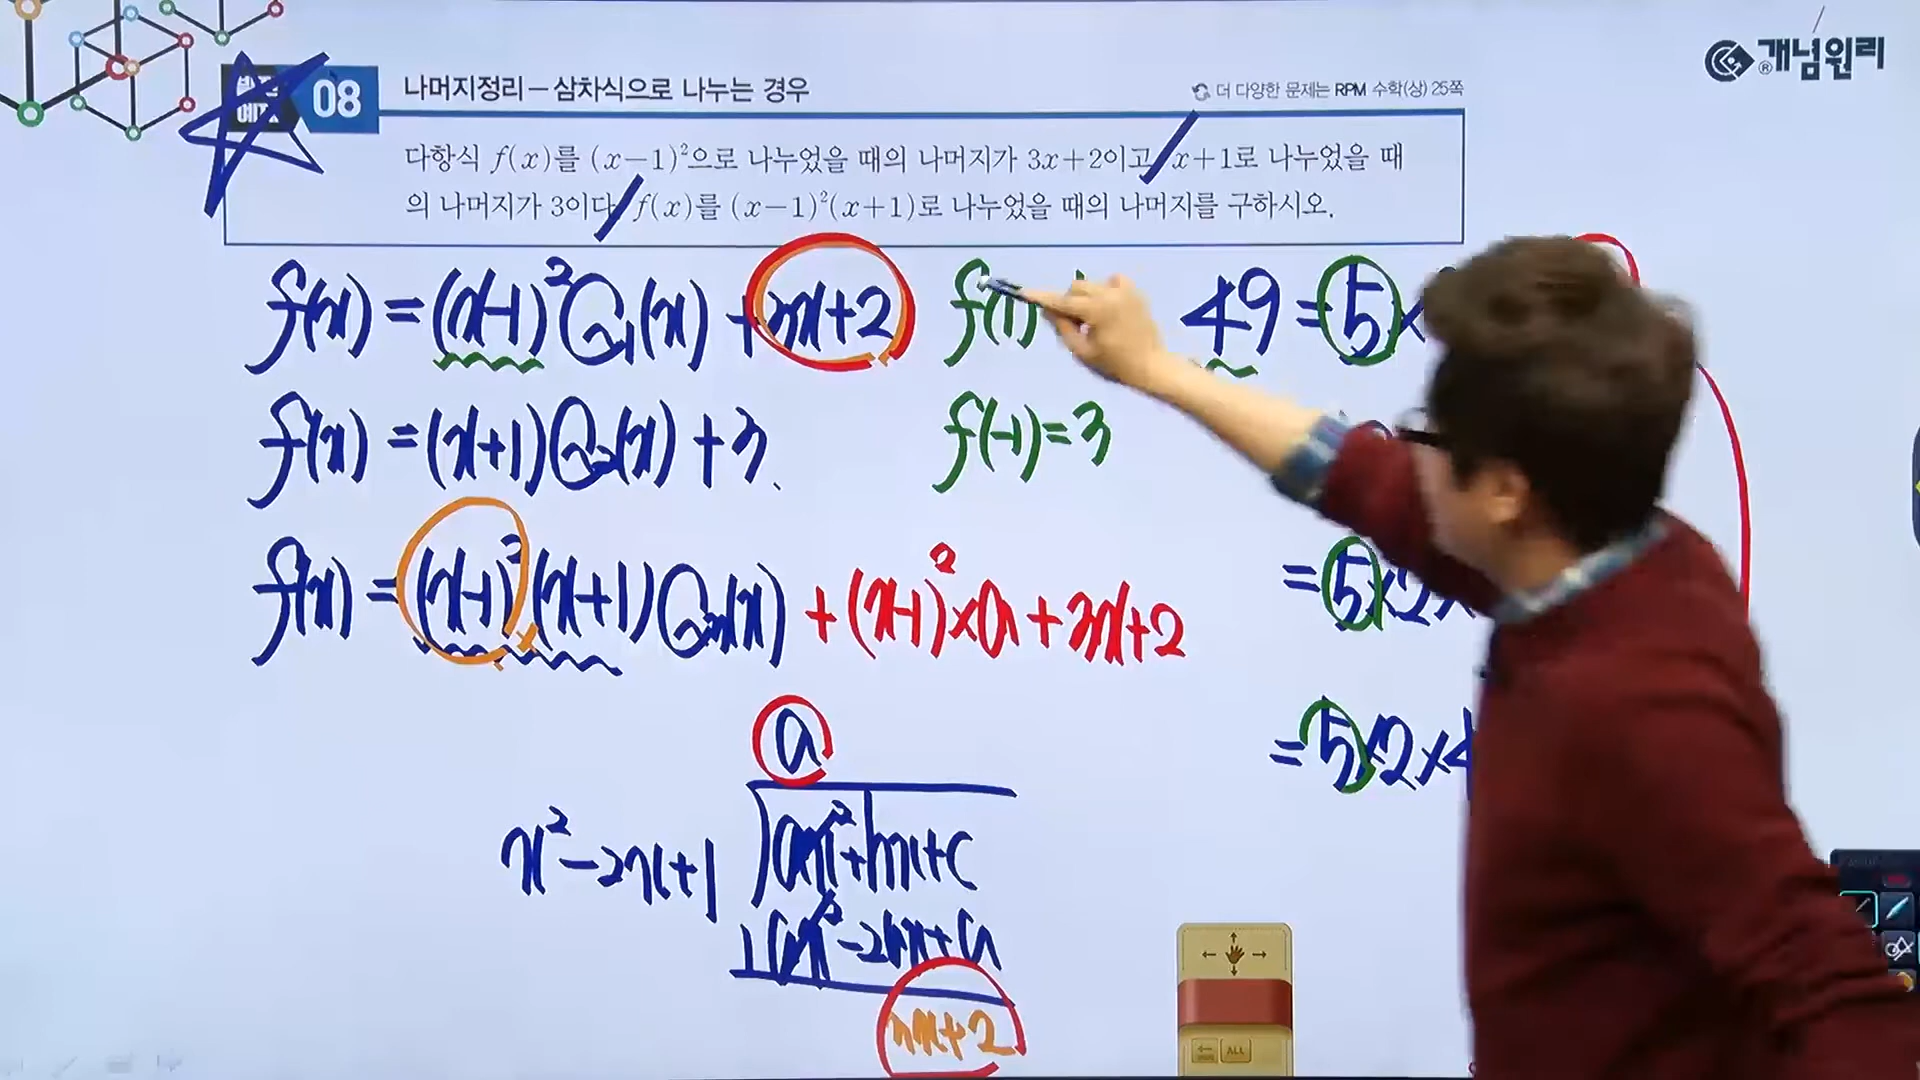 개념원리
예제 08 나머지정리-삼차식으로 나누는 경우
더 다양한 문제는 RPM 수학(상) 25쪽
다항식 f(x)를 (x-1)²으로 나누었을 때의 나머지가 3x+2이고 x+1로 나누었을 때
의 나머지가 3이다 f(x)를 (x-1)²(x+1)로 나누었을 때의 나머지를 구하시오.
f(x) = (x-1)²Q₁(x) + 3x+2 f(1) 49 = 5×
f(x) = (x+1)Q₂(x) + 3 f(-1)=3
f(x) = (x-1)²(x+1)Q₃(x) + (x-1)²×a + 3x+2 = 5×2×
= 5×2×4
a
x²-2x+1 ) ax²+bx+c
ax²-2ax+a
3x+2
ALL